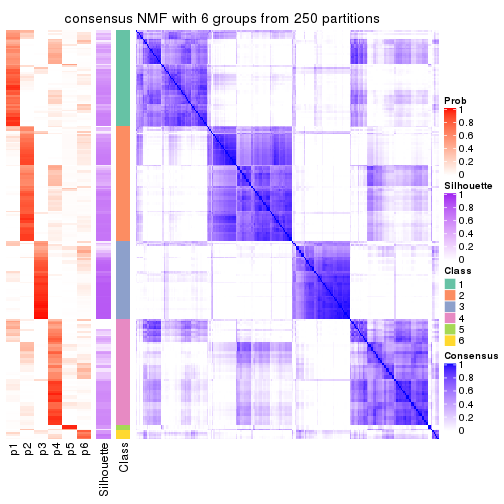 consensus NMF with 6 groups from 250 partitions
Prob
1
0.8
0.6
0.4
0.2
0
Silhouette
1
0.8
0.6
0.4
0.2
0
Class
1
2
3
4
5
6
Consensus
1
0.8
0.6
0.4
0.2
0
p1
p2
p3
p4
p5
p6
Silhouette
Class